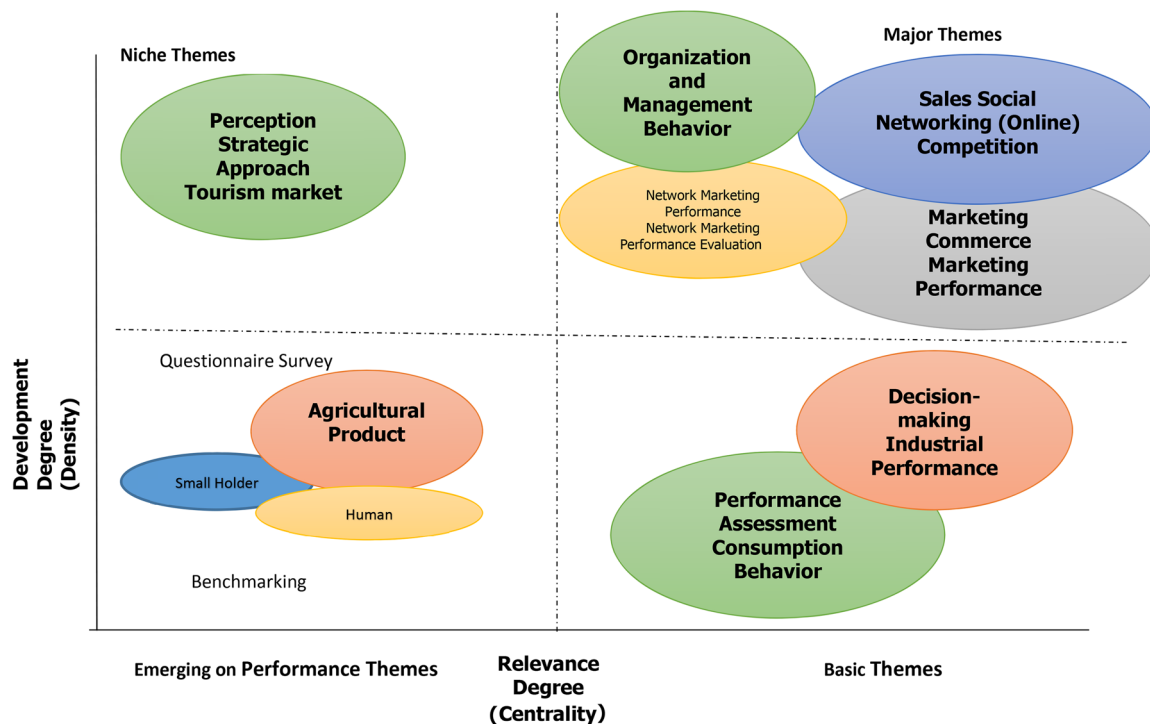 Niche Themes
Major Themes
Perception
Strategic
Approach
Tourism market
Organization
and
Management
Behavior
Sales Social
Networking (Online)
Competition
Network Marketing
Performance
Network Marketing
Performance Evaluation
Marketing
Commerce
Marketing
Performance
Development
Degree
(Density)
Questionnaire Survey
Agricultural
Product
Small Holder
Human
Benchmarking
Decision-
making
Industrial
Performance
Performance
Assessment
Consumption
Behavior
Emerging on Performance Themes
Relevance
Degree
(Centrality)
Basic Themes